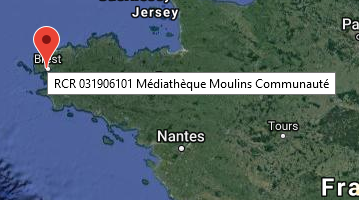 Jersey
Brest
RCR 031906101 Médiathèque Moulins Communauté
Nantes
Tours
Fra